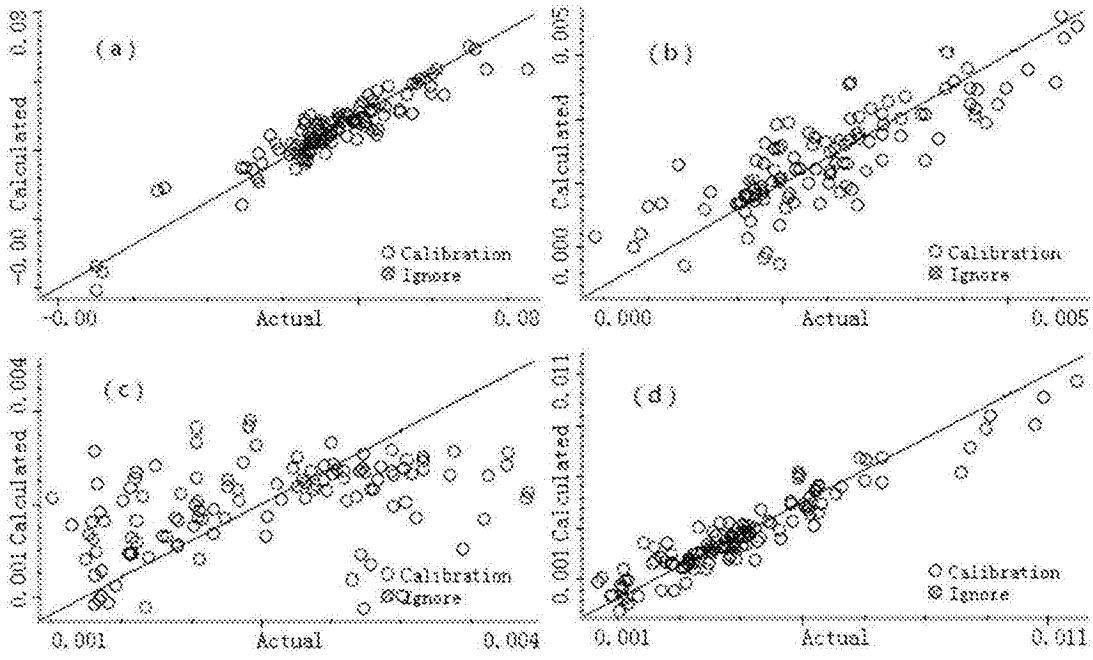 (a)
0.08
Calculated
-0.00
Calibration
Ignore
-0.00 Actual 0.08
(b)
0.005
Calculated
0.000
Calibration
Ignore
0.000 Actual 0.005
(c)
0.004
Calculated
0.001
Calibration
Ignore
0.001 Actual 0.004
(d)
0.011
Calculated
0.001
Calibration
Ignore
0.001 Actual 0.011